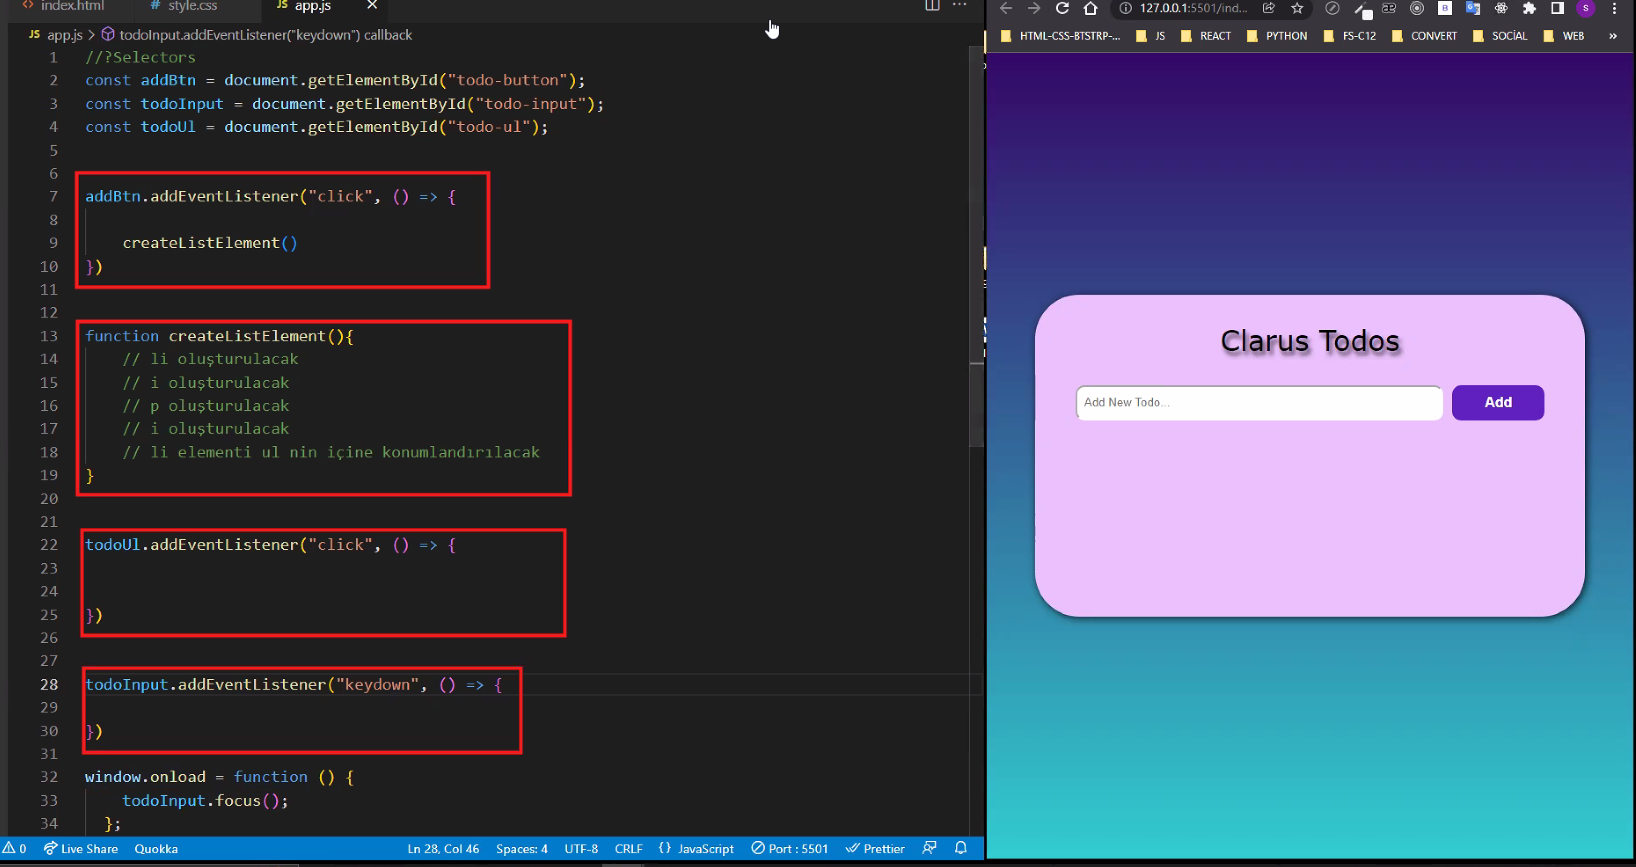 index.html
# style.css
JS app.js
JS app.js > todoInput.addEventListener("keydown") callback
1 //?Selectors
2 const addBtn = document.getElementById("todo-button");
3 const todoInput = document.getElementById("todo-input");
4 const todoUl = document.getElementById("todo-ul");
5
6
7 addBtn.addEventListener("click", () => {
8
9 createListElement()
10 })
11
12
13 function createListElement(){
14 // li oluşturulacak
15 // i oluşturulacak
16 // p oluşturulacak
17 // i oluşturulacak
18 // li elementi ul nin içine konumlandırılacak
19 }
20
21
22 todoUl.addEventListener("click", () => {
23
24
25 })
26
27
28 todoInput.addEventListener("keydown", () => {
29
30 })
31
32 window.onload = function () {
33 todoInput.focus();
34 };
0 Live Share Quokka Ln 28, Col 46 Spaces: 4 UTF-8 CRLF {} JavaScript Port : 5501 Prettier
127.0.0.1:5501/ind...
B
S
HTML-CSS-BTSTRP-... JS REACT PYTHON FS-C12 CONVERT SOCİAL WEB »
Clarus Todos
Add New Todo...
Add